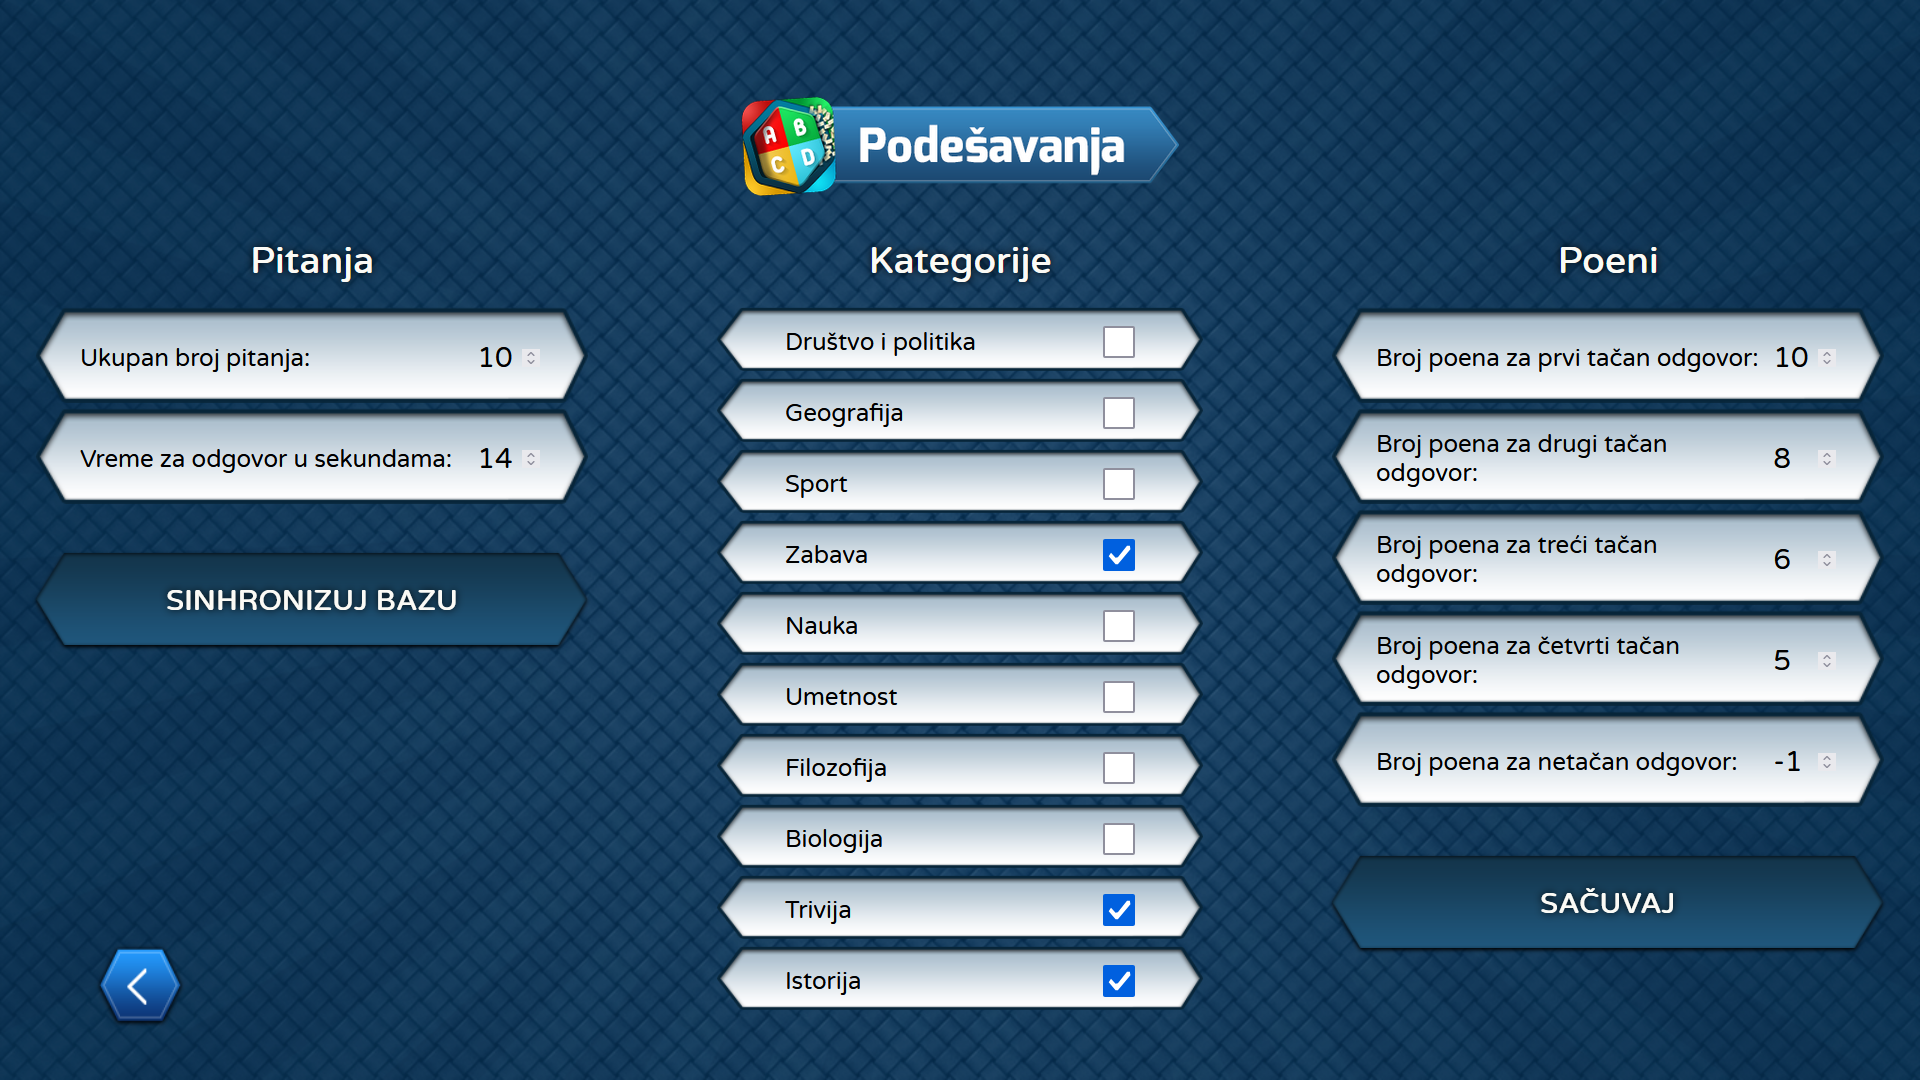 A B C D
Podešavanja
Pitanja
Ukupan broj pitanja: 10
Vreme za odgovor u sekundama: 14
SINHRONIZUJ BAZU
Kategorije
Društvo i politika
Geografija
Sport
Zabava
Nauka
Umetnost
Filozofija
Biologija
Trivija
Istorija
Poeni
Broj poena za prvi tačan odgovor: 10
Broj poena za drugi tačan
odgovor: 8
Broj poena za treći tačan
odgovor: 6
Broj poena za četvrti tačan
odgovor: 5
Broj poena za netačan odgovor: -1
SAČUVAJ